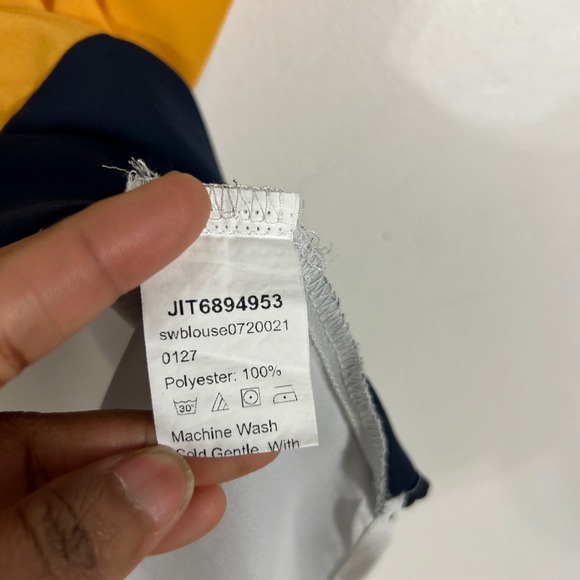 JIT6894953
swblouse0720021
0127
Polyester: 100%
30°
Machine Wash
Cold Gentle, With